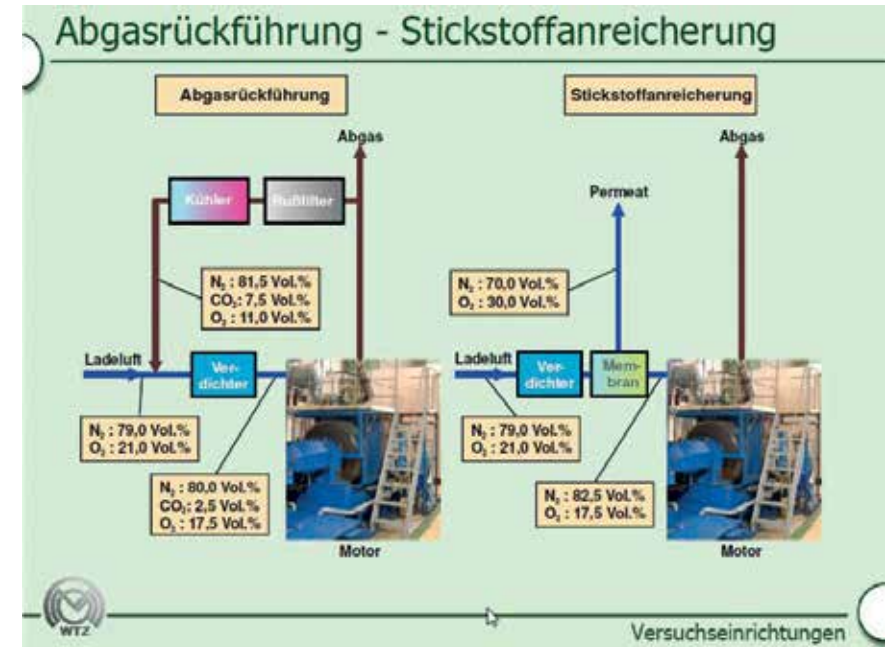 Abgasrückführung - Stickstoffanreicherung
Abgasrückführung
Abgas
Kühler
Rußfilter
N₂ : 81,5 Vol.%
CO₂: 7,5 Vol.%
O₂ : 11,0 Vol.%
Ladeluft
Ver-
dichter
N₂ : 79,0 Vol.%
O₂ : 21,0 Vol.%
N₂ : 80,0 Vol.%
CO₂: 2,5 Vol.%
O₂ : 17,5 Vol.%
Motor
Stickstoffanreicherung
Abgas
Permeat
N₂ : 70,0 Vol.%
O₂ : 30,0 Vol.%
Ladeluft
Ver-
dichter
Mem-
bran
N₂ : 79,0 Vol.%
O₂ : 21,0 Vol.%
N₂ : 82,5 Vol.%
O₂ : 17,5 Vol.%
Motor
WTZ
Versuchseinrichtungen